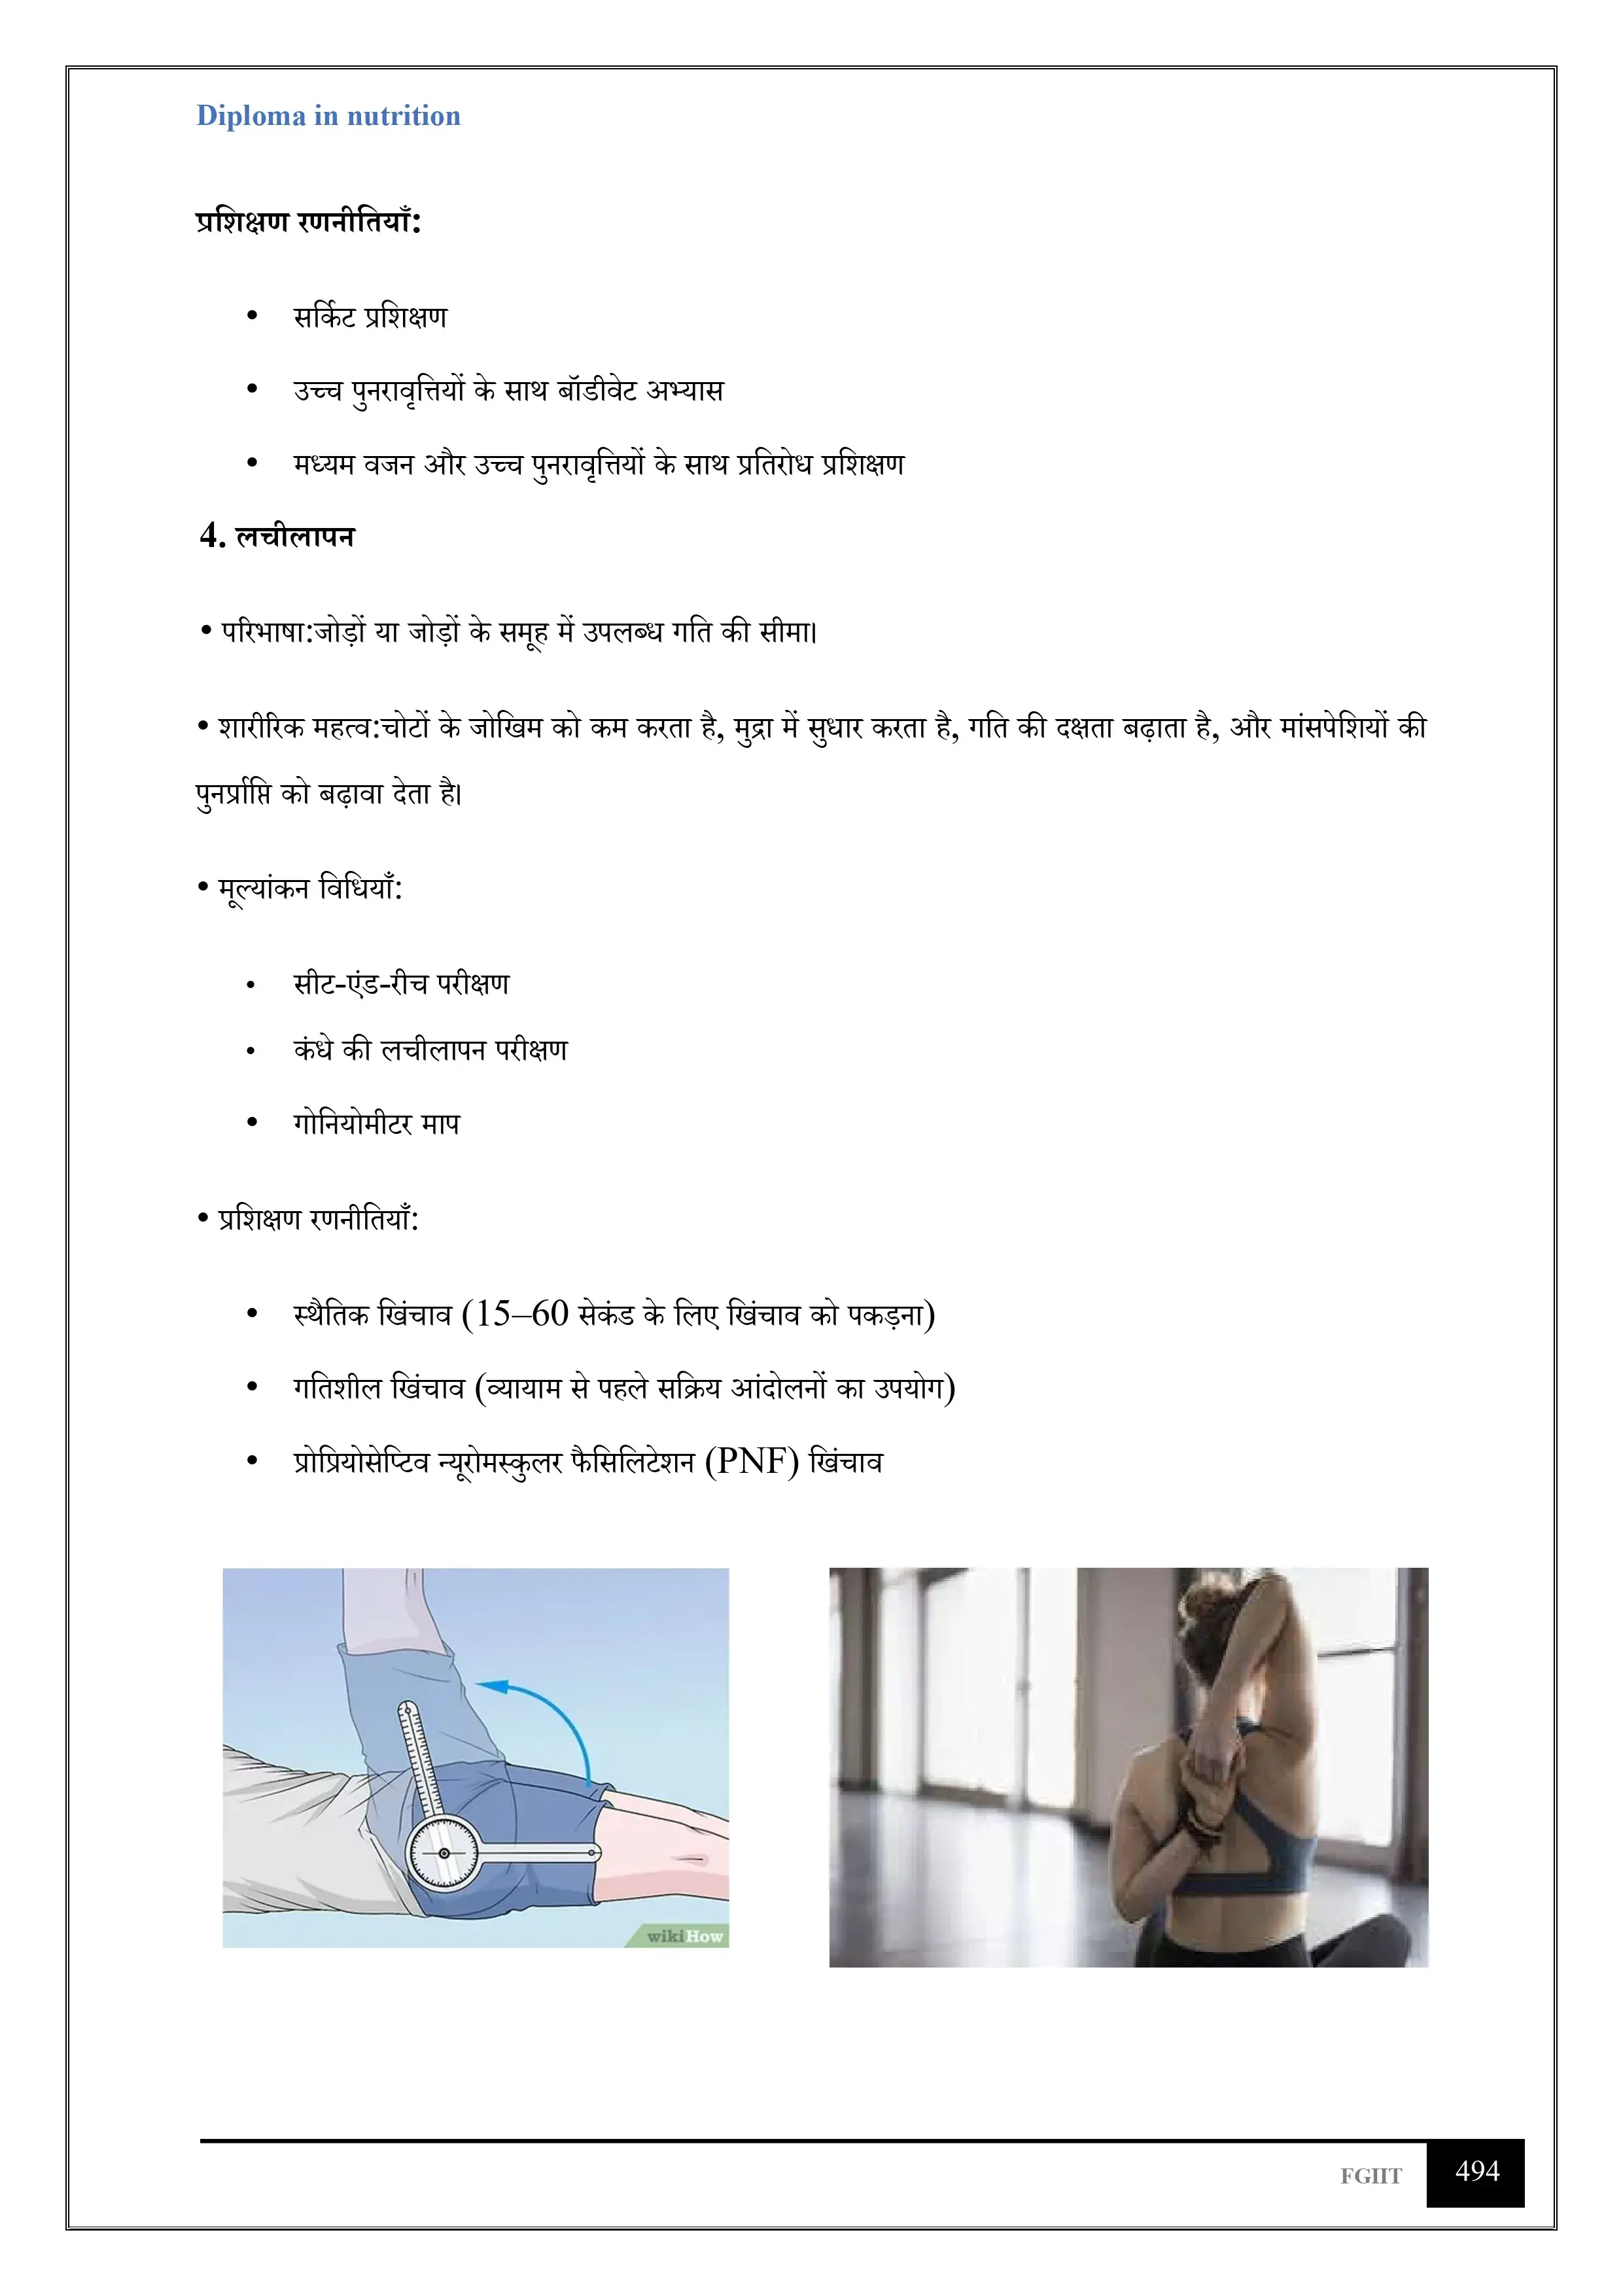 Diploma in nutrition
प्रशिक्षण रणनीतियाँ:
• सर्किट प्रशिक्षण
• उच्च पुनरावृत्तियों के साथ बॉडीवेट अभ्यास
• मध्यम वजन और उच्च पुनरावृत्तियों के साथ प्रतिरोध प्रशिक्षण
4. लचीलापन
• परिभाषा:जोड़ों या जोड़ों के समूह में उपलब्ध गति की सीमा।
• शारीरिक महत्व:चोटों के जोखिम को कम करता है, मुद्रा में सुधार करता है, गति की दक्षता बढ़ाता है, और मांसपेशियों की
पुनर्प्राप्ति को बढ़ावा देता है।
• मूल्यांकन विधियाँ:
• सीट-एंड-रीच परीक्षण
• कंधे की लचीलापन परीक्षण
• गोनियोमीटर माप
• प्रशिक्षण रणनीतियाँ:
• स्थैतिक खिंचाव (15–60 सेकंड के लिए खिंचाव को पकड़ना)
• गतिशील खिंचाव (व्यायाम से पहले सक्रिय आंदोलनों का उपयोग)
• प्रोप्रियोसेप्टिव न्यूरोमस्कुलर फैसिलिटेशन (PNF) खिंचाव
wikiHow
FGIIT 494